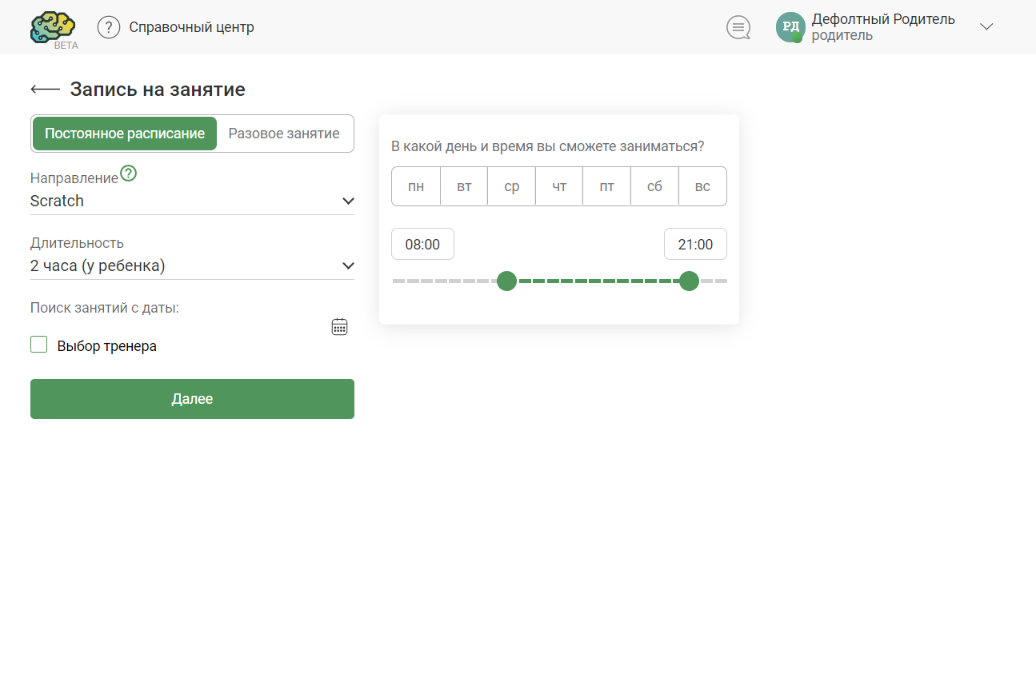 BETA
? Справочный центр
РД
Дефолтный Родитель
родитель
Запись на занятие
Постоянное расписание
Разовое занятие
Направление ?
Scratch
Длительность
2 часа (у ребенка)
Поиск занятий с даты:
Выбор тренера
Далее
В какой день и время вы сможете заниматься?
пн вт ср чт пт сб вс
08:00
21:00